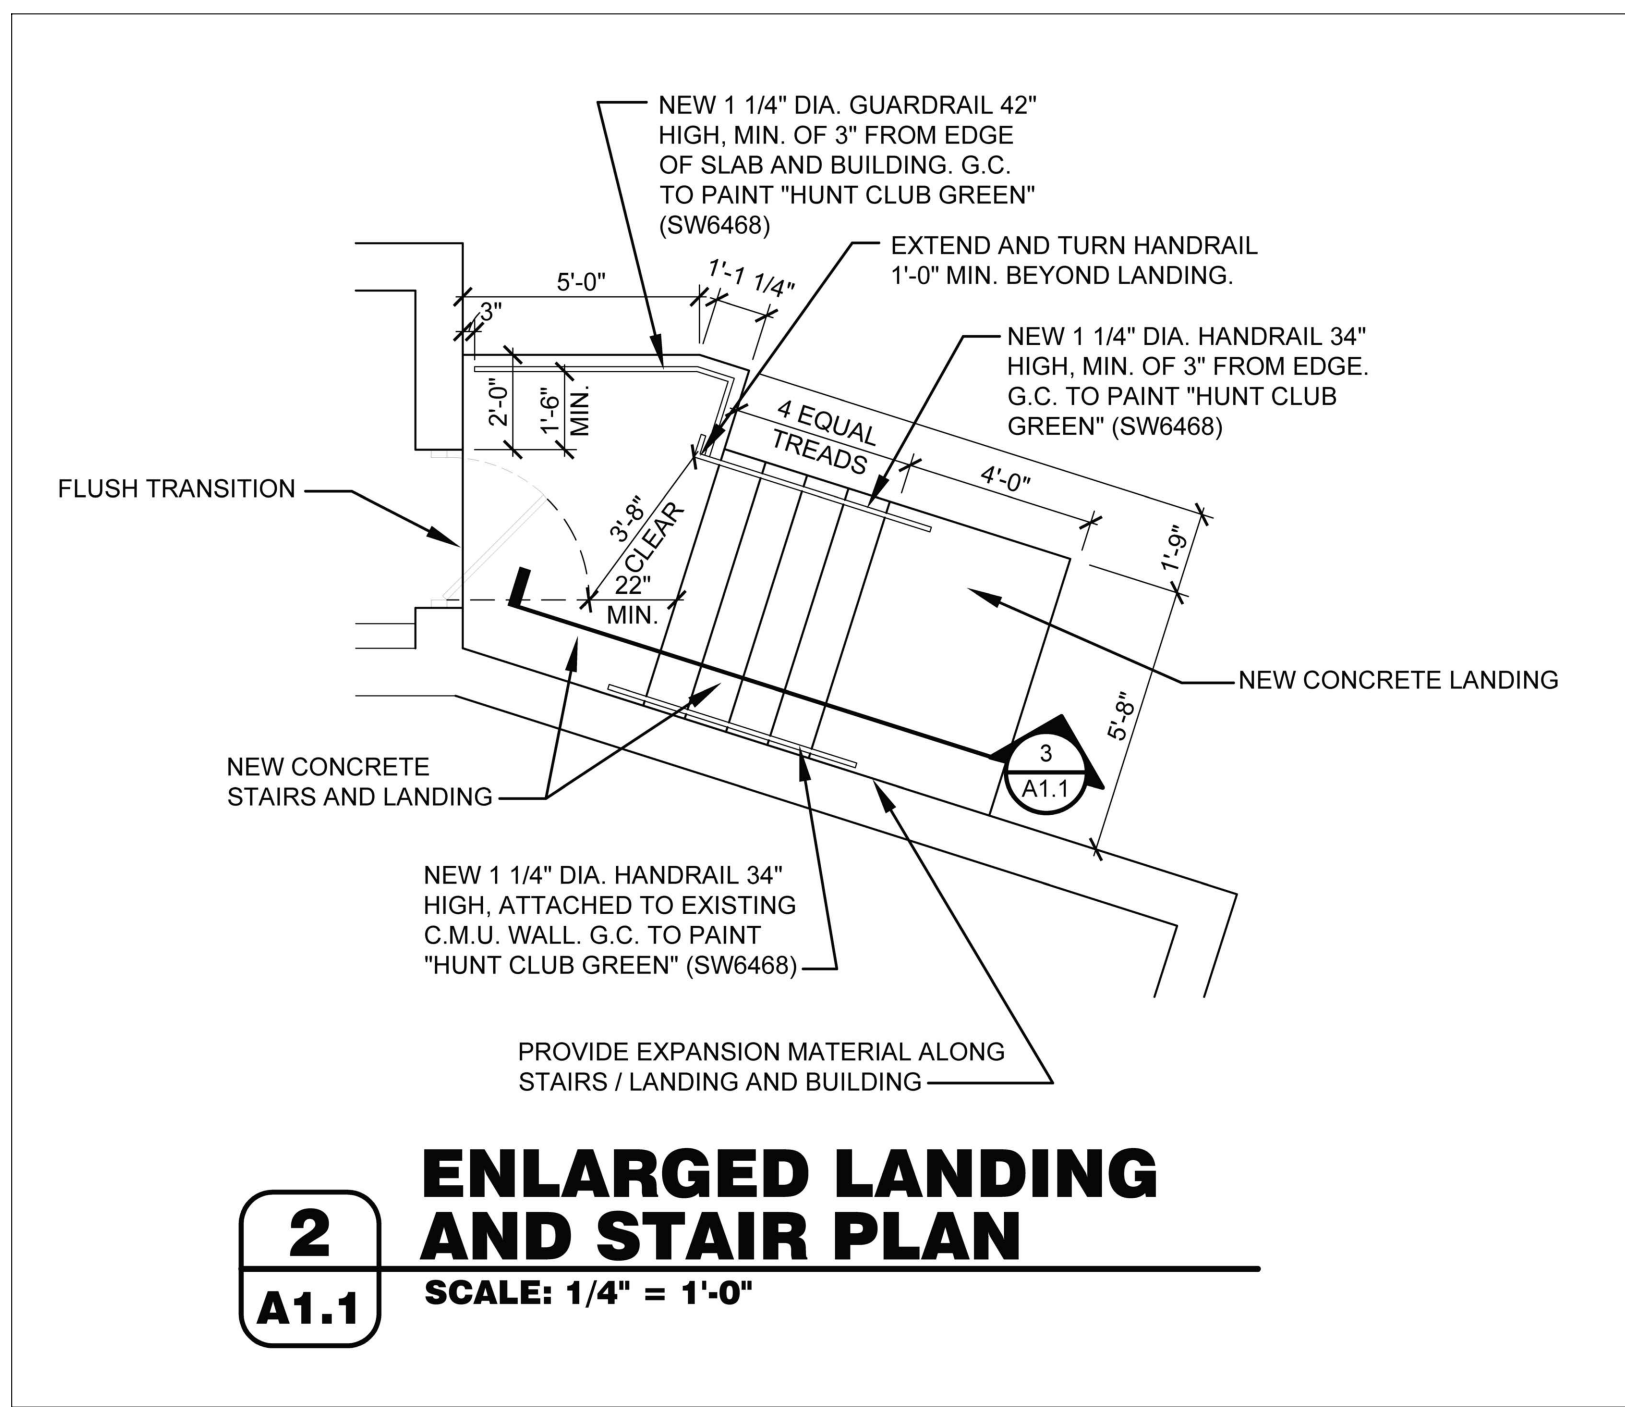 NEW 1 1/4" DIA. GUARDRAIL 42"
HIGH, MIN. OF 3" FROM EDGE
OF SLAB AND BUILDING. G.C.
TO PAINT "HUNT CLUB GREEN"
(SW6468)
EXTEND AND TURN HANDRAIL
1'-0" MIN. BEYOND LANDING.
5'-0"
1'-1 1/4"
3"
NEW 1 1/4" DIA. HANDRAIL 34"
HIGH, MIN. OF 3" FROM EDGE.
G.C. TO PAINT "HUNT CLUB
GREEN" (SW6468)
2'-0"
1'-6"
MIN.
4 EQUAL
TREADS
4'-0"
FLUSH TRANSITION
3'-8"
CLEAR
1'-9"
22"
MIN.
NEW CONCRETE LANDING
5'-8"
3
A1.1
NEW CONCRETE
STAIRS AND LANDING
NEW 1 1/4" DIA. HANDRAIL 34"
HIGH, ATTACHED TO EXISTING
C.M.U. WALL. G.C. TO PAINT
"HUNT CLUB GREEN" (SW6468)
PROVIDE EXPANSION MATERIAL ALONG
STAIRS / LANDING AND BUILDING
2
A1.1
ENLARGED LANDING
AND STAIR PLAN
SCALE: 1/4" = 1'-0"